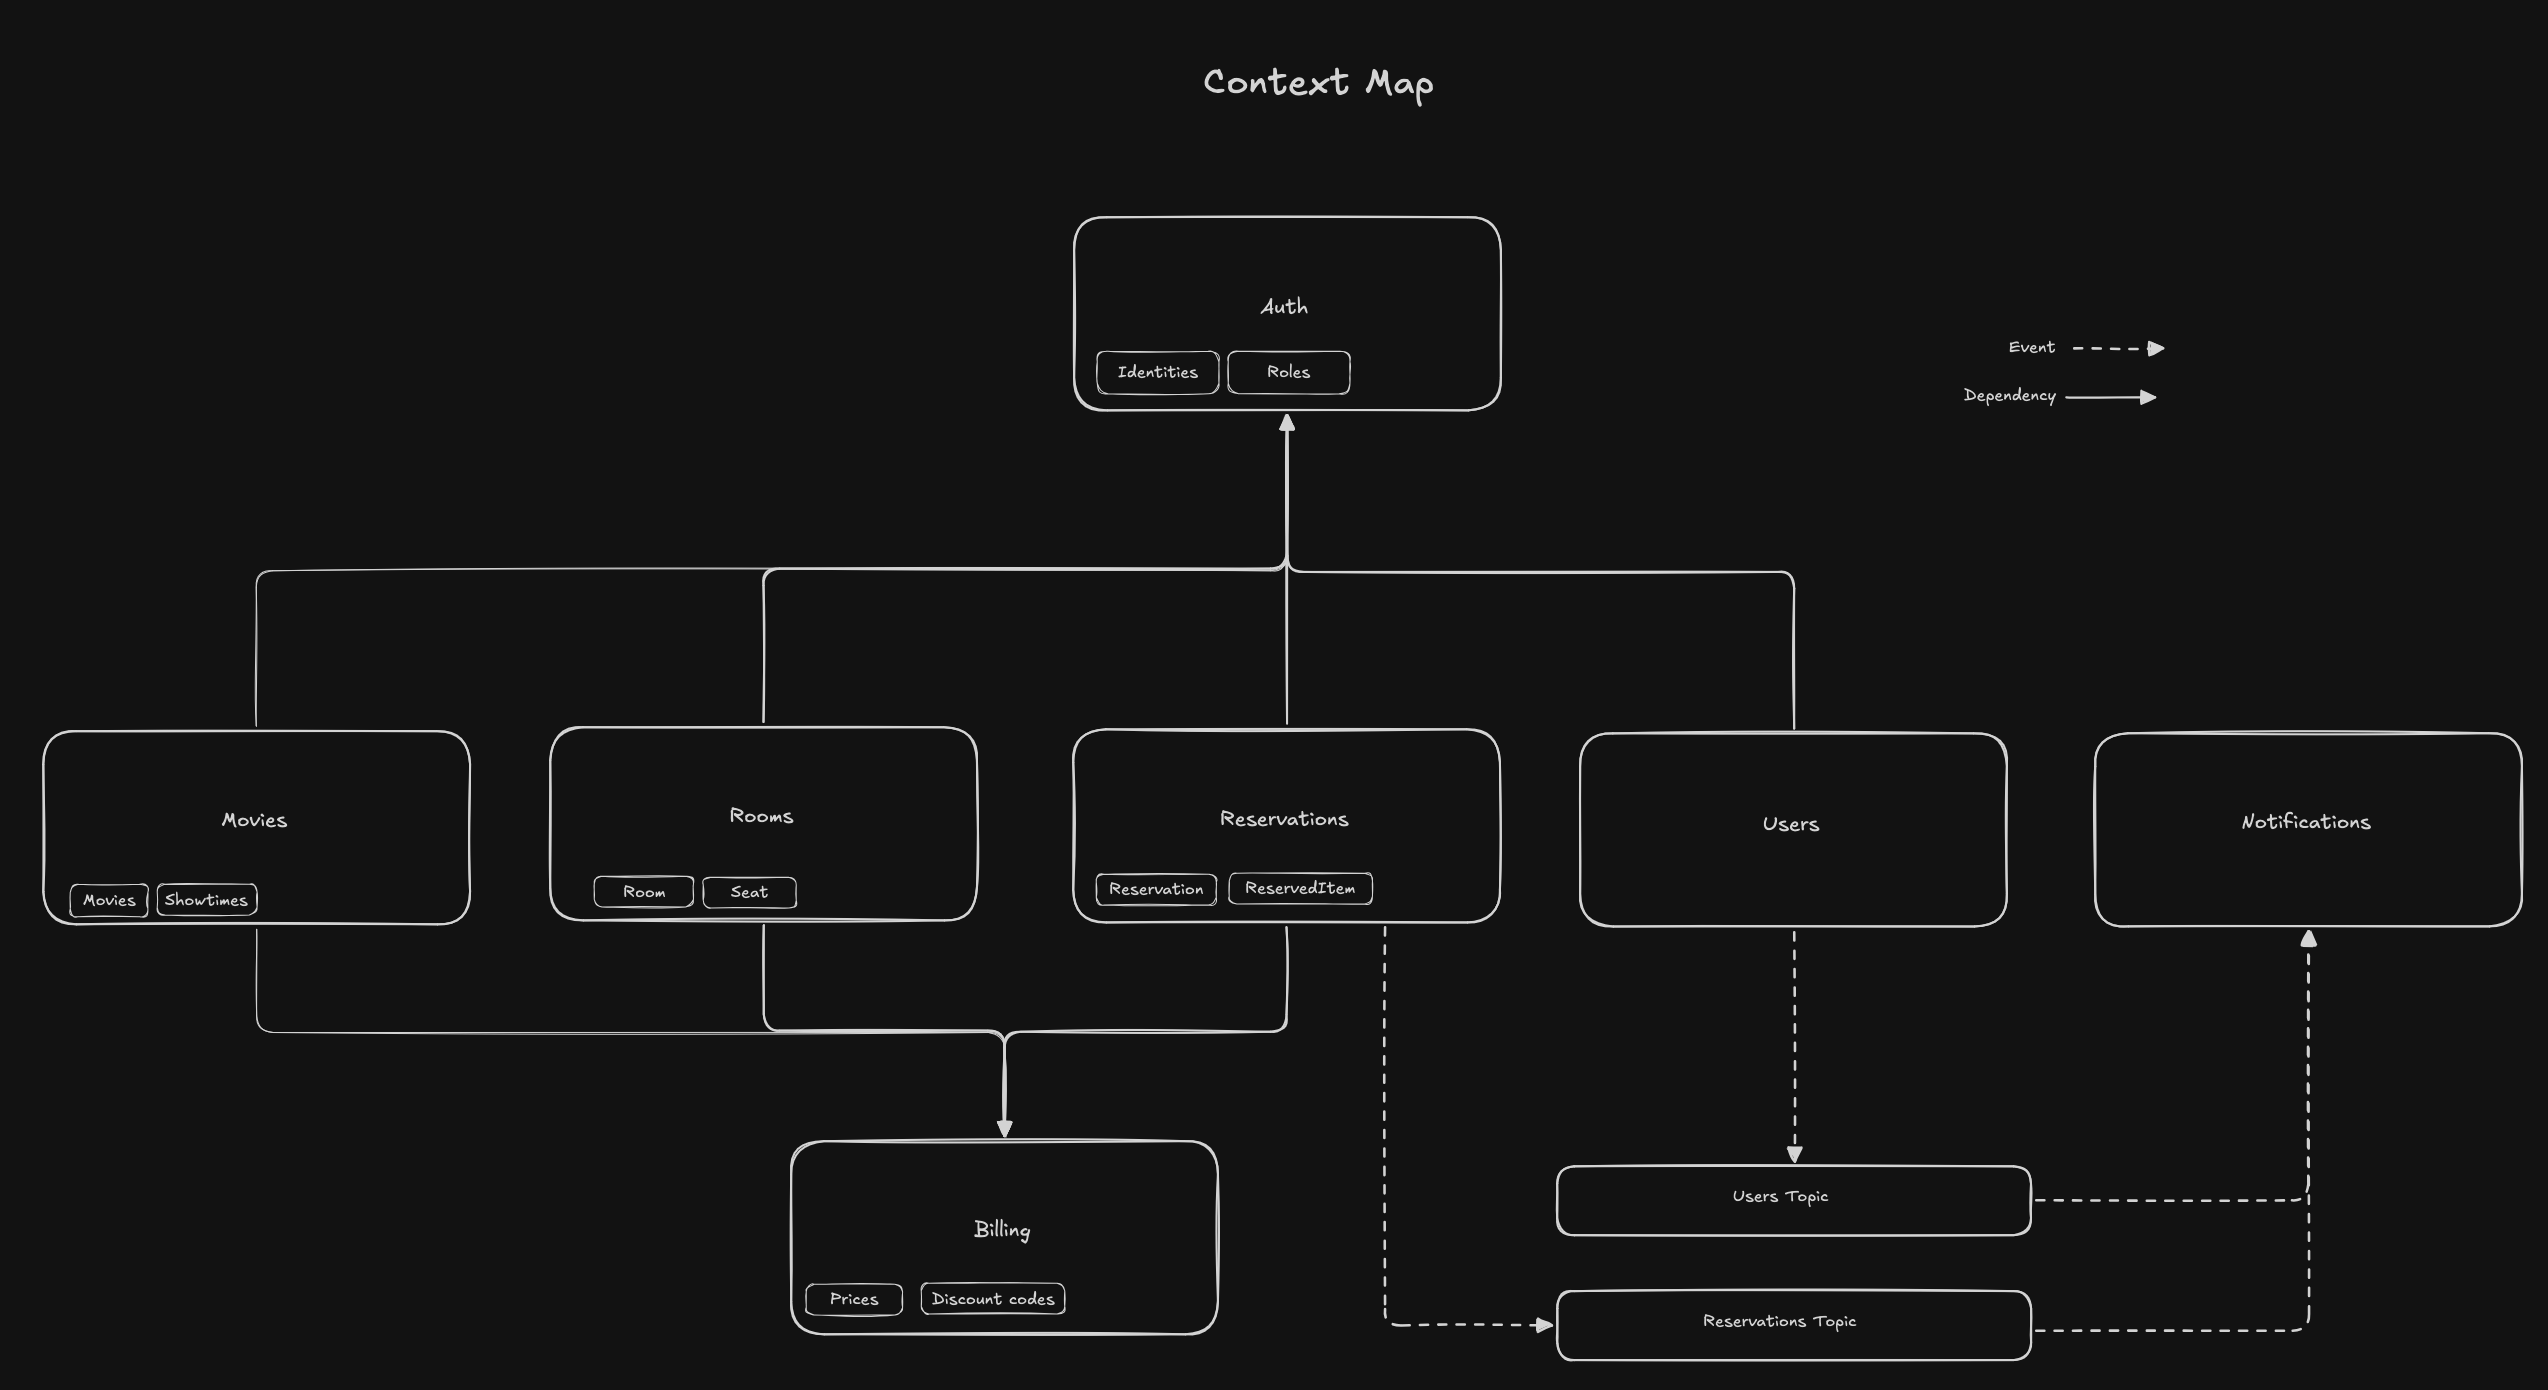 Context Map
Auth
Identities
Roles
Event
Dependency
Movies
Movies
Showtimes
Rooms
Room
Seat
Reservations
Reservation
ReservedItem
Users
Notifications
Billing
Prices
Discount codes
Users Topic
Reservations Topic